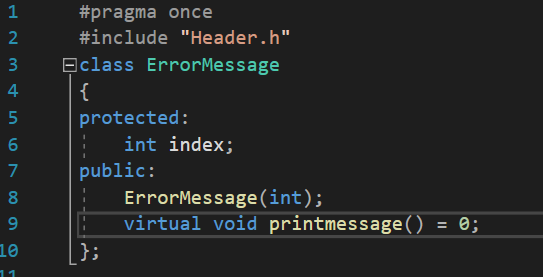 1 #pragma once
2 #include "Header.h"
3 class ErrorMessage
4 {
5 protected:
6 int index;
7 public:
8 ErrorMessage(int);
9 virtual void printmessage() = 0;
10 };
11